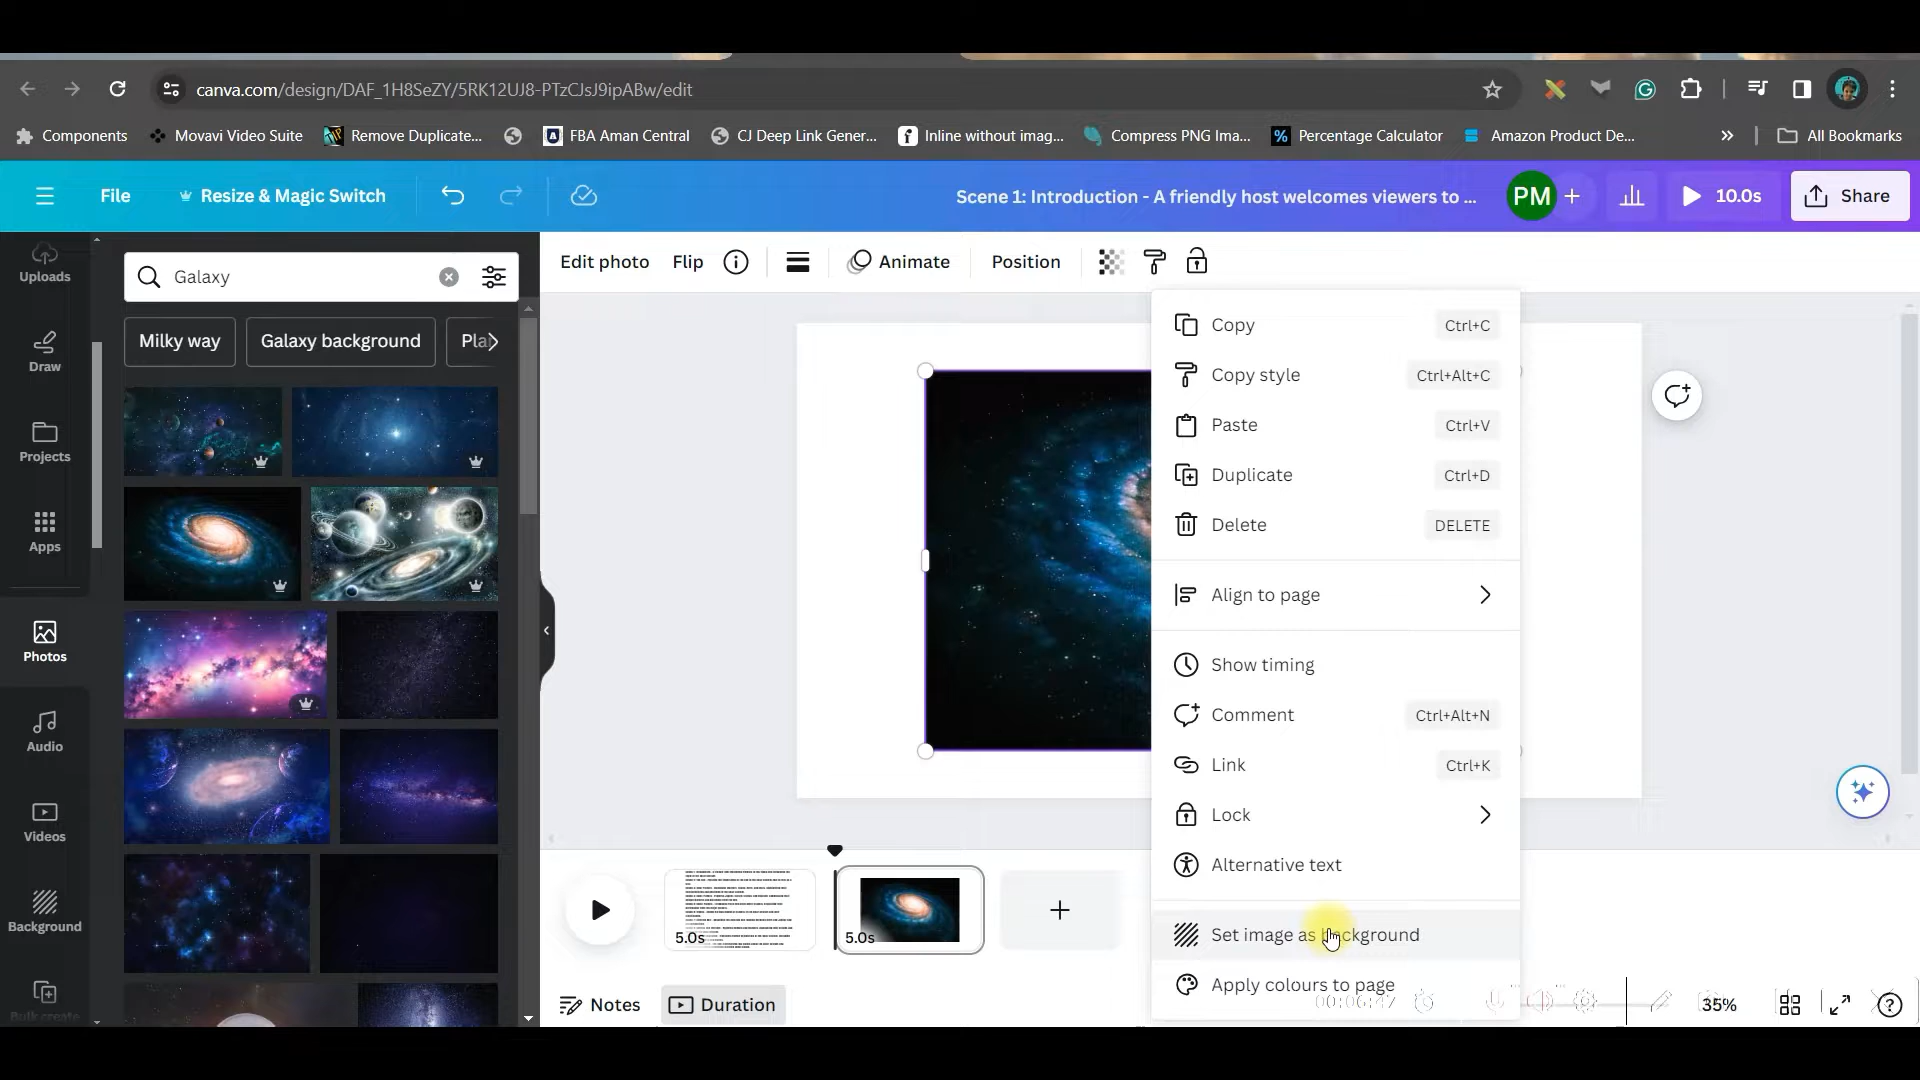 canva.com/design/DAF_1H8SeZY/5RK12UJ8-PTzCJsJ9ipABw/edit
Components
Movavi Video Suite
Remove Duplicate...
FBA Aman Central
CJ Deep Link Gener...
Inline without imag...
Compress PNG Ima...
Percentage Calculator
Amazon Product De...
»
All Bookmarks
File
Resize & Magic Switch
Scene 1: Introduction - A friendly host welcomes viewers to ...
PM
10.0s
Share
Uploads
Draw
Projects
Apps
Photos
Audio
Videos
Background
Bulk create
Galaxy
Milky way
Galaxy background
Edit photo
Flip
Animate
Position
Copy Ctrl+C
Copy style Ctrl+Alt+C
Paste Ctrl+V
Duplicate Ctrl+D
Delete DELETE
Align to page
Show timing
Comment Ctrl+Alt+N
Link Ctrl+K
Lock
Alternative text
Set image as background
Apply colours to page
5.0s
5.0s
Notes
Duration
00:06:47
35%